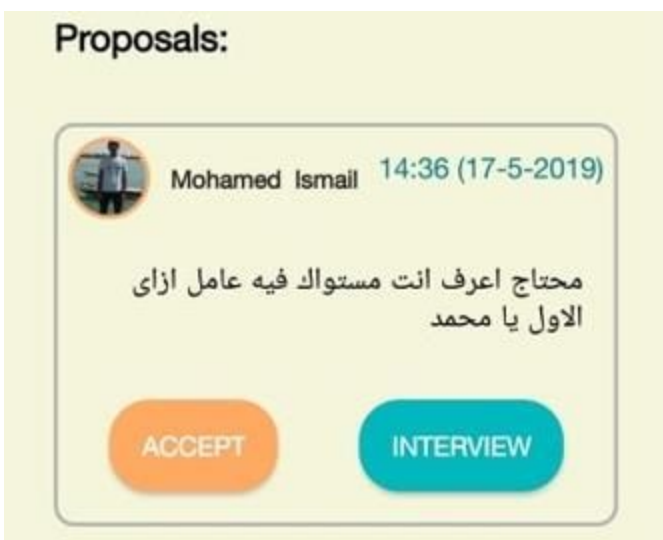 Proposals:
Mohamed Ismail 14:36 (17-5-2019)
محتاج اعرف انت مستواك فيه عامل ازاى
الاول يا محمد
ACCEPT INTERVIEW